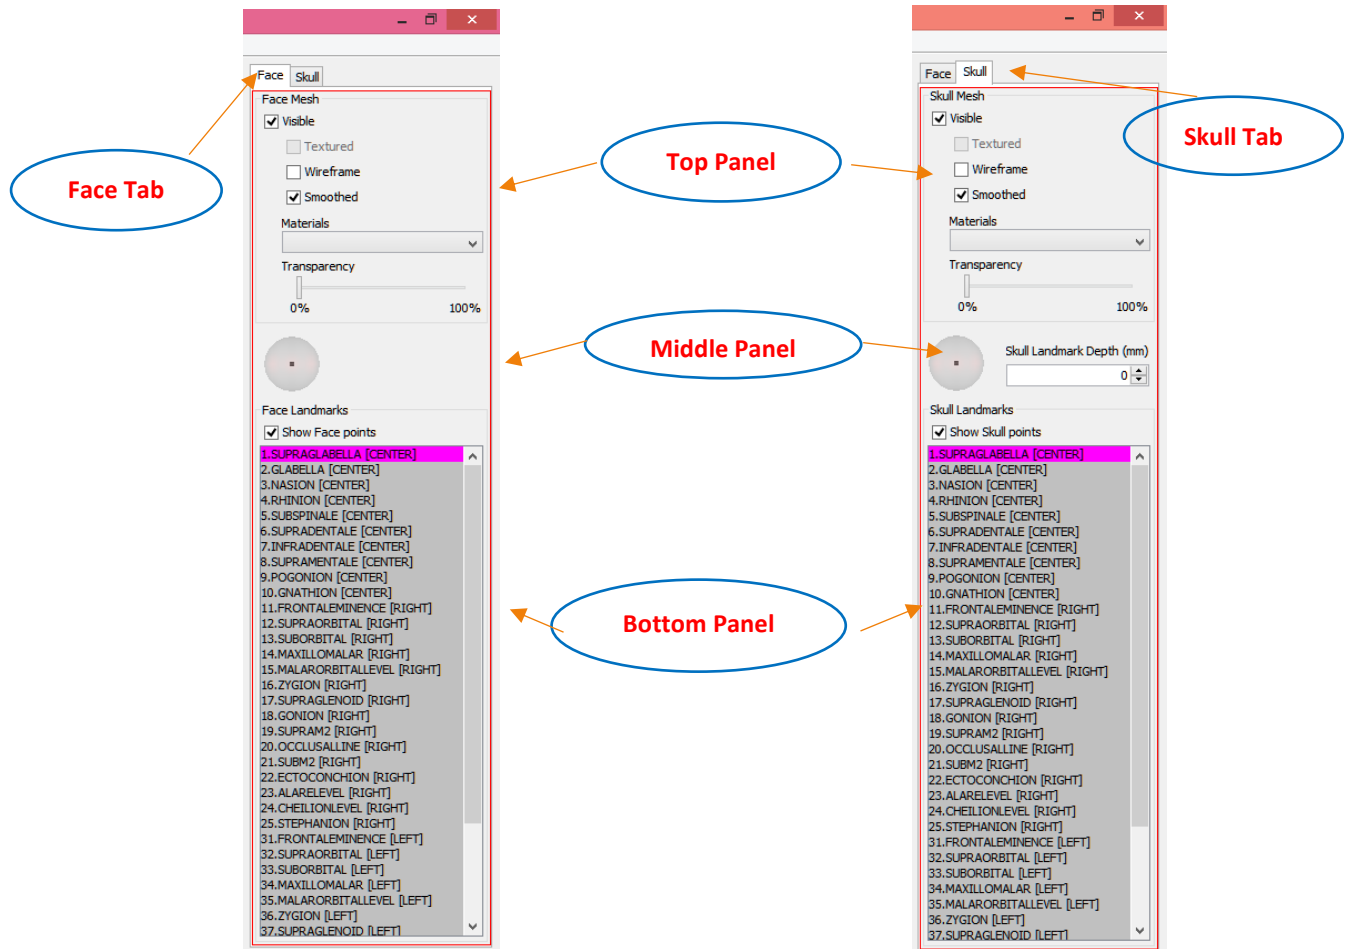 Face Skull
Face Mesh
Visible
Textured
Wireframe
Smoothed
Materials
Transparency
0% 100%
Face Landmarks
Show Face points
1.SUPRAGLABELLA [CENTER]
2.GLABELLA [CENTER]
3.NASION [CENTER]
4.RHINION [CENTER]
5.SUBSPINALE [CENTER]
6.SUPRADENTALE [CENTER]
7.INFRADENTALE [CENTER]
8.SUPRAMENTALE [CENTER]
9.POGONION [CENTER]
10.GNATHION [CENTER]
11.FRONTALEMINENCE [RIGHT]
12.SUPRAORBITAL [RIGHT]
13.SUBORBITAL [RIGHT]
14.MAXILLOMALAR [RIGHT]
15.MALARORBITALLEVEL [RIGHT]
16.ZYGION [RIGHT]
17.SUPRAGLENOID [RIGHT]
18.GONION [RIGHT]
19.SUPRAM2 [RIGHT]
20.OCCLUSALLINE [RIGHT]
21.SUBM2 [RIGHT]
22.ECTOCONCHION [RIGHT]
23.ALARELEVEL [RIGHT]
24.CHEILIONLEVEL [RIGHT]
25.STEPHANION [RIGHT]
31.FRONTALEMINENCE [LEFT]
32.SUPRAORBITAL [LEFT]
33.SUBORBITAL [LEFT]
34.MAXILLOMALAR [LEFT]
35.MALARORBITALLEVEL [LEFT]
36.ZYGION [LEFT]
37.SUPRAGLENOID [LEFT]
Face Tab
Top Panel
Middle Panel
Bottom Panel
Skull Tab
Face Skull
Skull Mesh
Visible
Textured
Wireframe
Smoothed
Materials
Transparency
0% 100%
Skull Landmark Depth (mm)
0
Skull Landmarks
Show Skull points
1.SUPRAGLABELLA [CENTER]
2.GLABELLA [CENTER]
3.NASION [CENTER]
4.RHINION [CENTER]
5.SUBSPINALE [CENTER]
6.SUPRADENTALE [CENTER]
7.INFRADENTALE [CENTER]
8.SUPRAMENTALE [CENTER]
9.POGONION [CENTER]
10.GNATHION [CENTER]
11.FRONTALEMINENCE [RIGHT]
12.SUPRAORBITAL [RIGHT]
13.SUBORBITAL [RIGHT]
14.MAXILLOMALAR [RIGHT]
15.MALARORBITALLEVEL [RIGHT]
16.ZYGION [RIGHT]
17.SUPRAGLENOID [RIGHT]
18.GONION [RIGHT]
19.SUPRAM2 [RIGHT]
20.OCCLUSALLINE [RIGHT]
21.SUBM2 [RIGHT]
22.ECTOCONCHION [RIGHT]
23.ALARELEVEL [RIGHT]
24.CHEILIONLEVEL [RIGHT]
25.STEPHANION [RIGHT]
31.FRONTALEMINENCE [LEFT]
32.SUPRAORBITAL [LEFT]
33.SUBORBITAL [LEFT]
34.MAXILLOMALAR [LEFT]
35.MALARORBITALLEVEL [LEFT]
36.ZYGION [LEFT]
37.SUPRAGLENOID [LEFT]